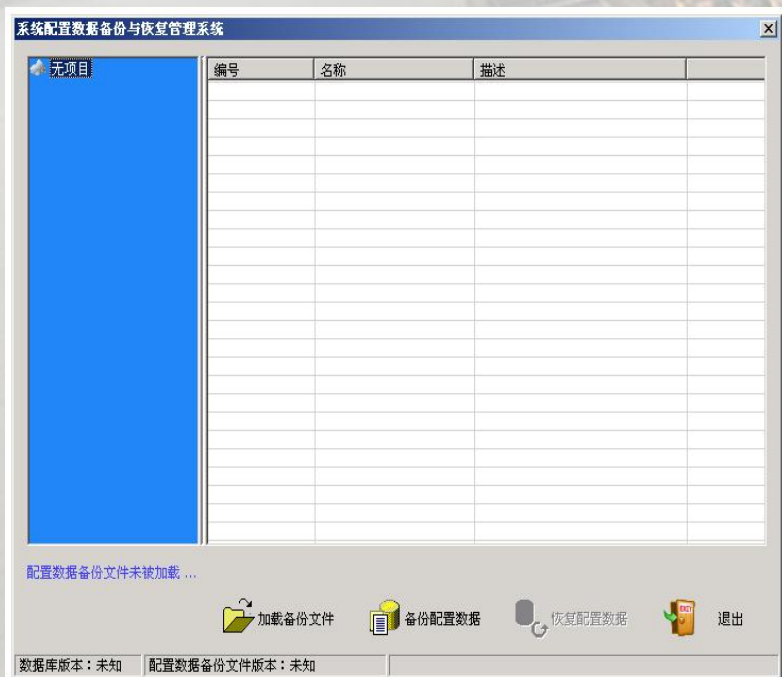 系统配置数据备份与恢复管理系统
无项目
编号 名称 描述
配置数据备份文件未被加载 ...
加载备份文件 备份配置数据 恢复配置数据 EXIT 退出
数据库版本：未知 配置数据备份文件版本：未知